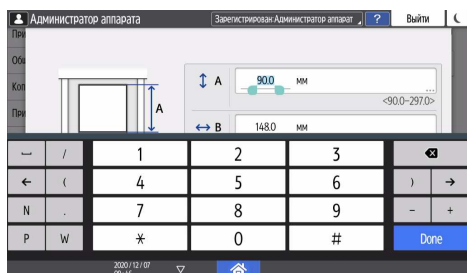 Администратор аппарата
Зарегистрирован:Администратор аппарат
?
Выйти
При
Общ
Коп
При
A 90.0 мм
<90.0-297.0>
A
B 148.0 мм
/ 1 2 3
← ( 4 5 6 ) →
N . 7 8 9 - +
P W * 0 # Done
2020/12/07